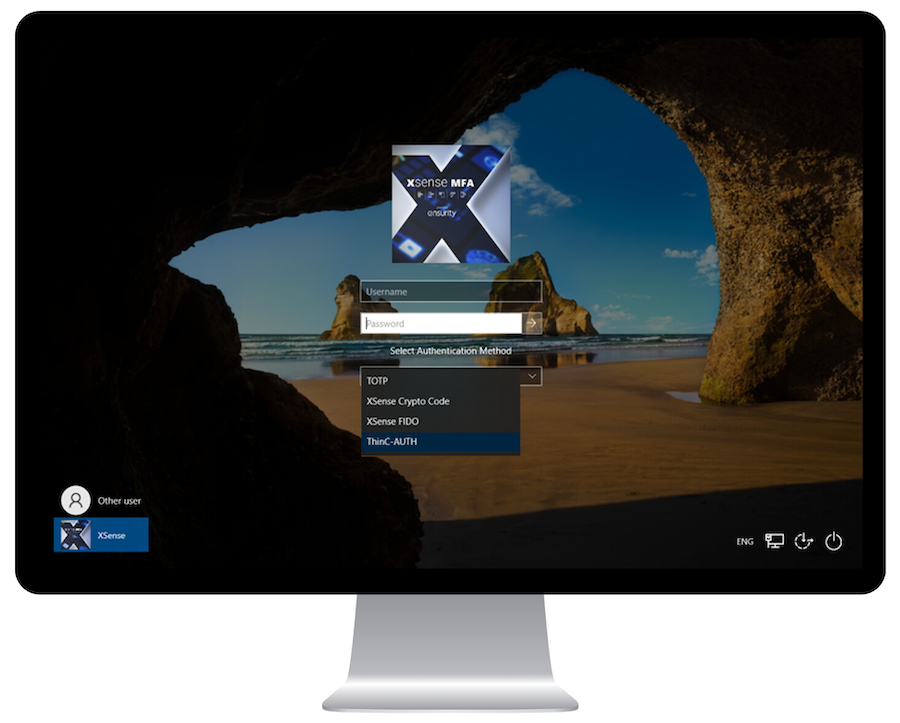 Xsense MFA
ensurity
Username
Password
Select Authentication Method
TOTP
XSense Crypto Code
XSense FIDO
ThinC-AUTH
Other user
XSense
ENG